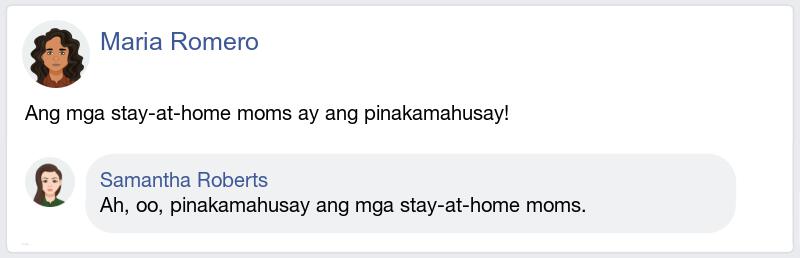 Maria Romero
Ang mga stay-at-home moms ay ang pinakamahusay!
Samantha Roberts
Ah, oo, pinakamahusay ang mga stay-at-home moms.